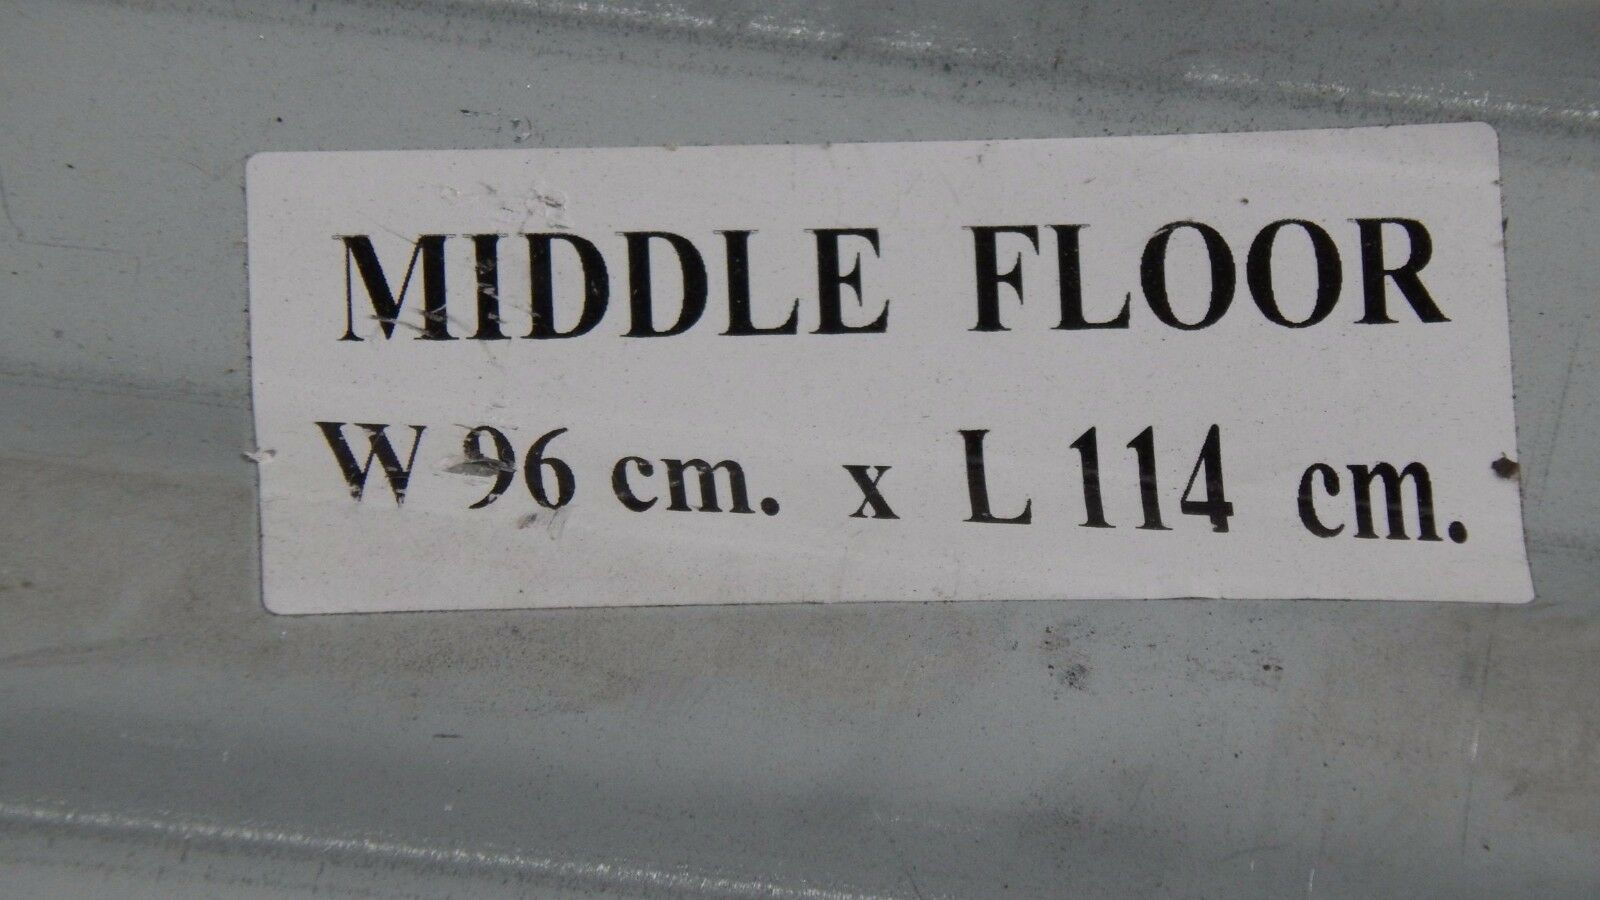 MIDDLE FLOOR
W 96 cm. x L 114 cm.